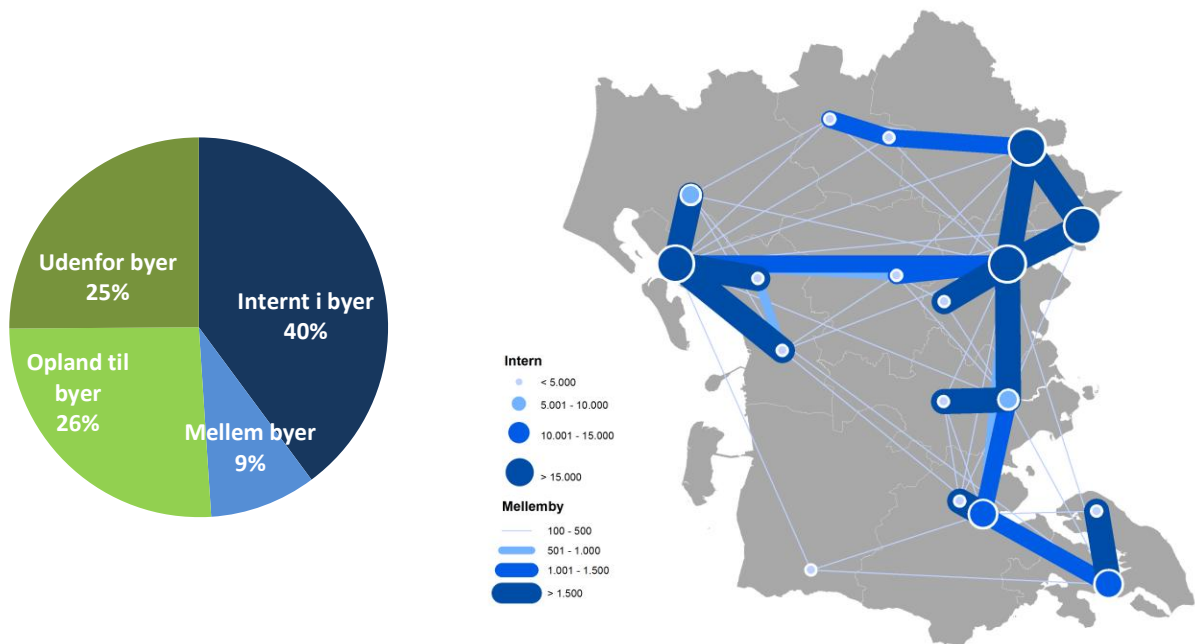 Udenfor byer
25%
Internt i byer
40%
Opland til
byer
26%
Mellem byer
9%
Intern
< 5.000
5.001 - 10.000
10.001 - 15.000
> 15.000
Mellemby
100 - 500
501 - 1.000
1.001 - 1.500
> 1.500